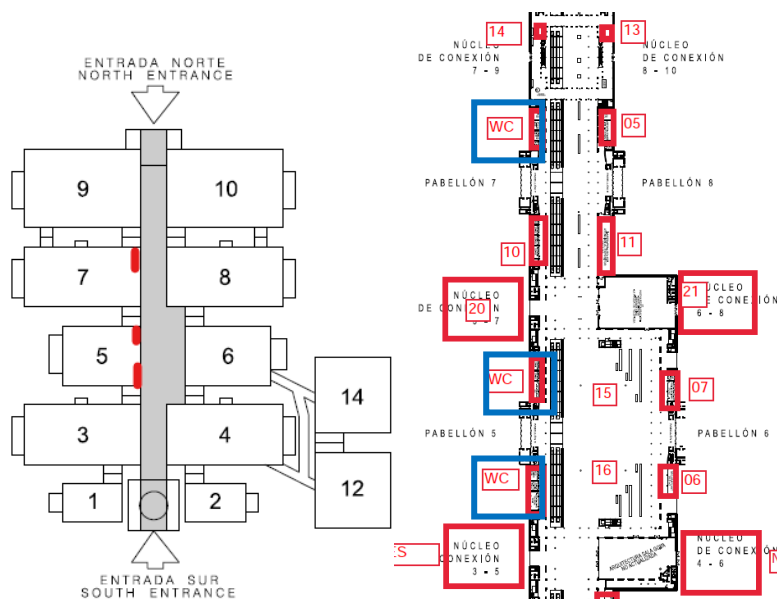 ENTRADA NORTE
NORTH ENTRANCE
9
10
7
8
5
6
3
4
14
12
1
2
ENTRADA SUR
SOUTH ENTRANCE
14
13
NÚCLEO
DE CONEXIÓN
7 - 9
NÚCLEO
DE CONEXIÓN
8 - 10
WC
05
PABELLÓN 7
PABELLÓN 8
10
11
NÚCLEO
20
21
NÚCLEO
DE CONEXIÓN
6 - 8
WC
15
07
PABELLÓN 5
PABELLÓN 6
WC
16
06
ES
NÚCLEO
CONEXIÓN
3 - 5
NÚCLEO
DE CONEXIÓN
4 - 6